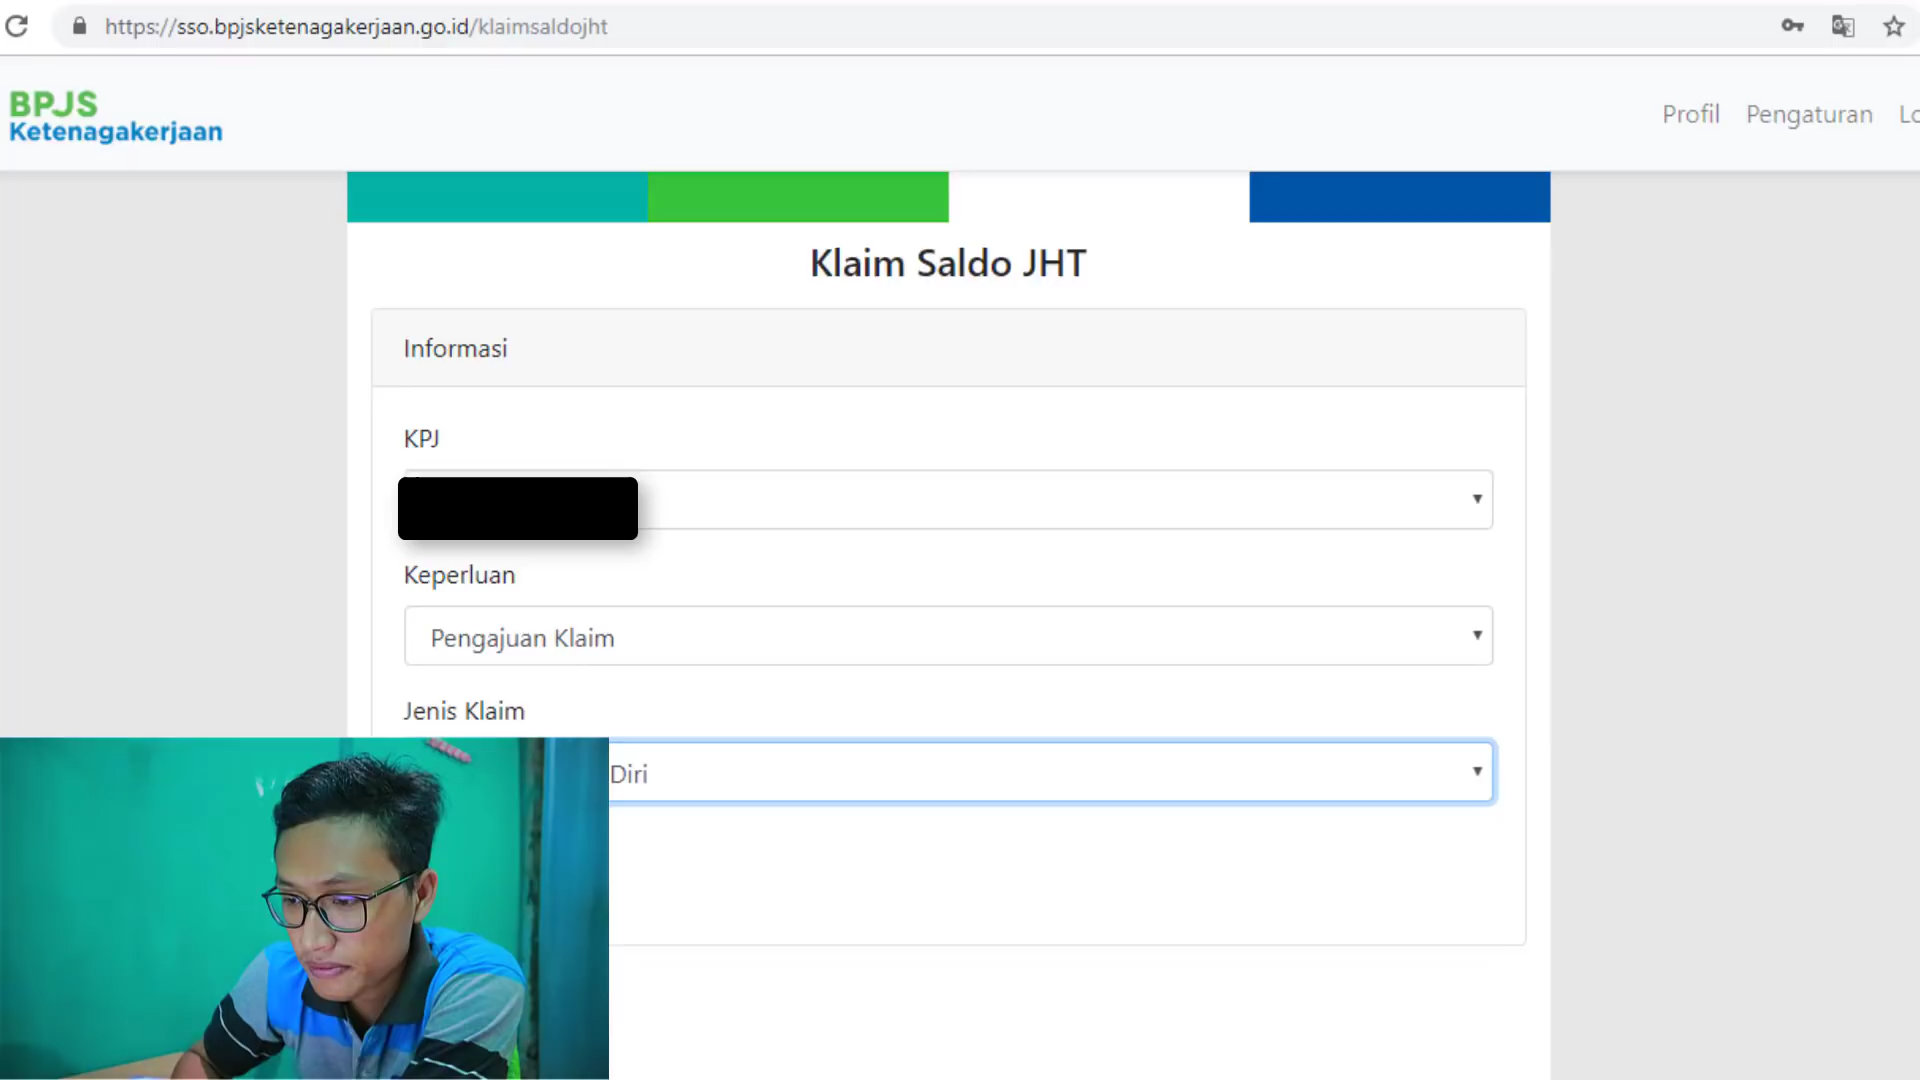 https://sso.bpjsketenagakerjaan.go.id/klaimsaldojht
BPJS
Ketenagakerjaan
Profil Pengaturan Lo
Klaim Saldo JHT
Informasi
KPJ
Keperluan
Pengajuan Klaim
Jenis Klaim
Diri